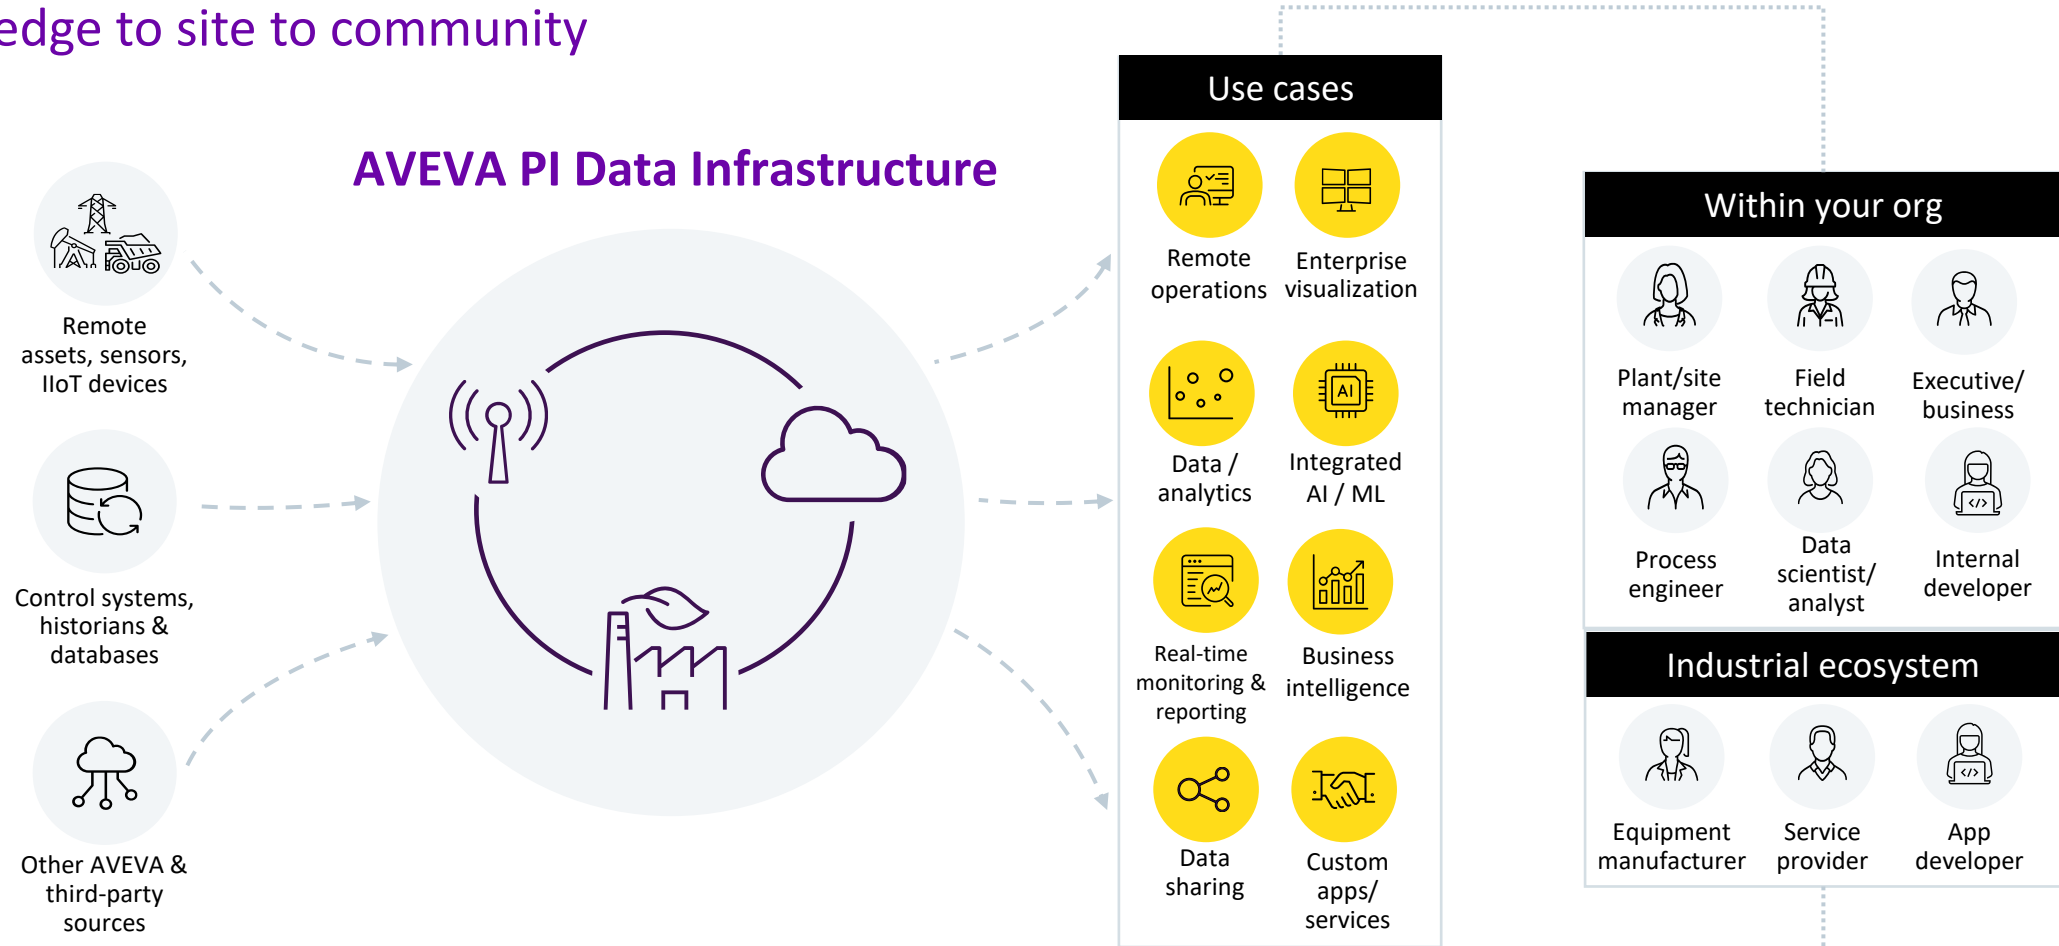 edge to site to community
AVEVA PI Data Infrastructure
Remote
assets, sensors,
IIoT devices
Control systems,
historians &
databases
Other AVEVA &
third-party
sources
Use cases
Remote
operations
Enterprise
visualization
Data /
analytics
AI
Integrated
AI / ML
Real-time
monitoring &
reporting
Business
intelligence
Data
sharing
Custom
apps/
services
Within your org
Plant/site
manager
Field
technician
Executive/
business
Process
engineer
Data
scientist/
analyst
</>
Internal
developer
Industrial ecosystem
Equipment
manufacturer
Service
provider
</>
App
developer